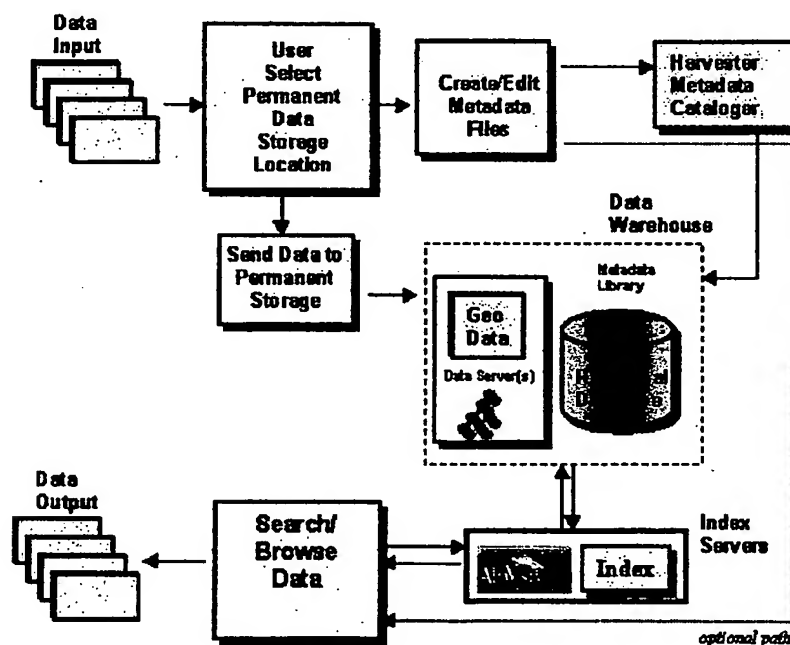 Data
Input
User
Select
Permanent
Data
Storage
Location
Create/Edit
Metadata
Files
Harvester
Metadata
Cataloger
Data
Warehouse
Send Data to
Permanent
Storage
Metadata
Library
Geo
Data
Data Server(s)
Data
Output
Search/
Browse
Data
Index
Index
Servers
optional path